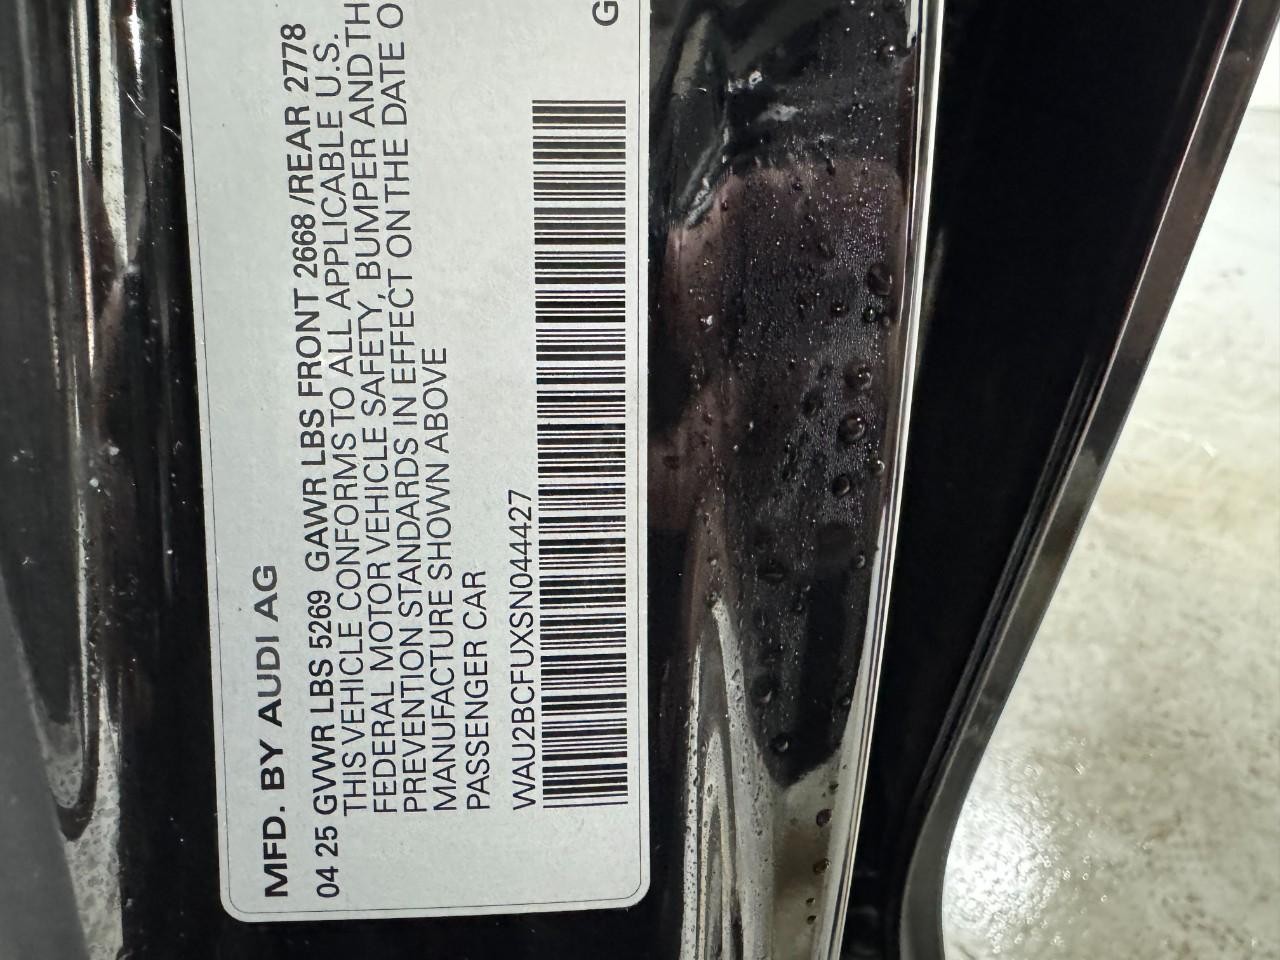 MFD. BY AUDI AG
04 25 GVWR LBS 5269 GAWR LBS FRONT 2668 /REAR 2778
THIS VEHICLE CONFORMS TO ALL APPLICABLE U.S.
FEDERAL MOTOR VEHICLE SAFETY, BUMPER AND TH
PREVENTION STANDARDS IN EFFECT ON THE DATE O
MANUFACTURE SHOWN ABOVE
PASSENGER CAR
WAU2BCFUXSN044427
G